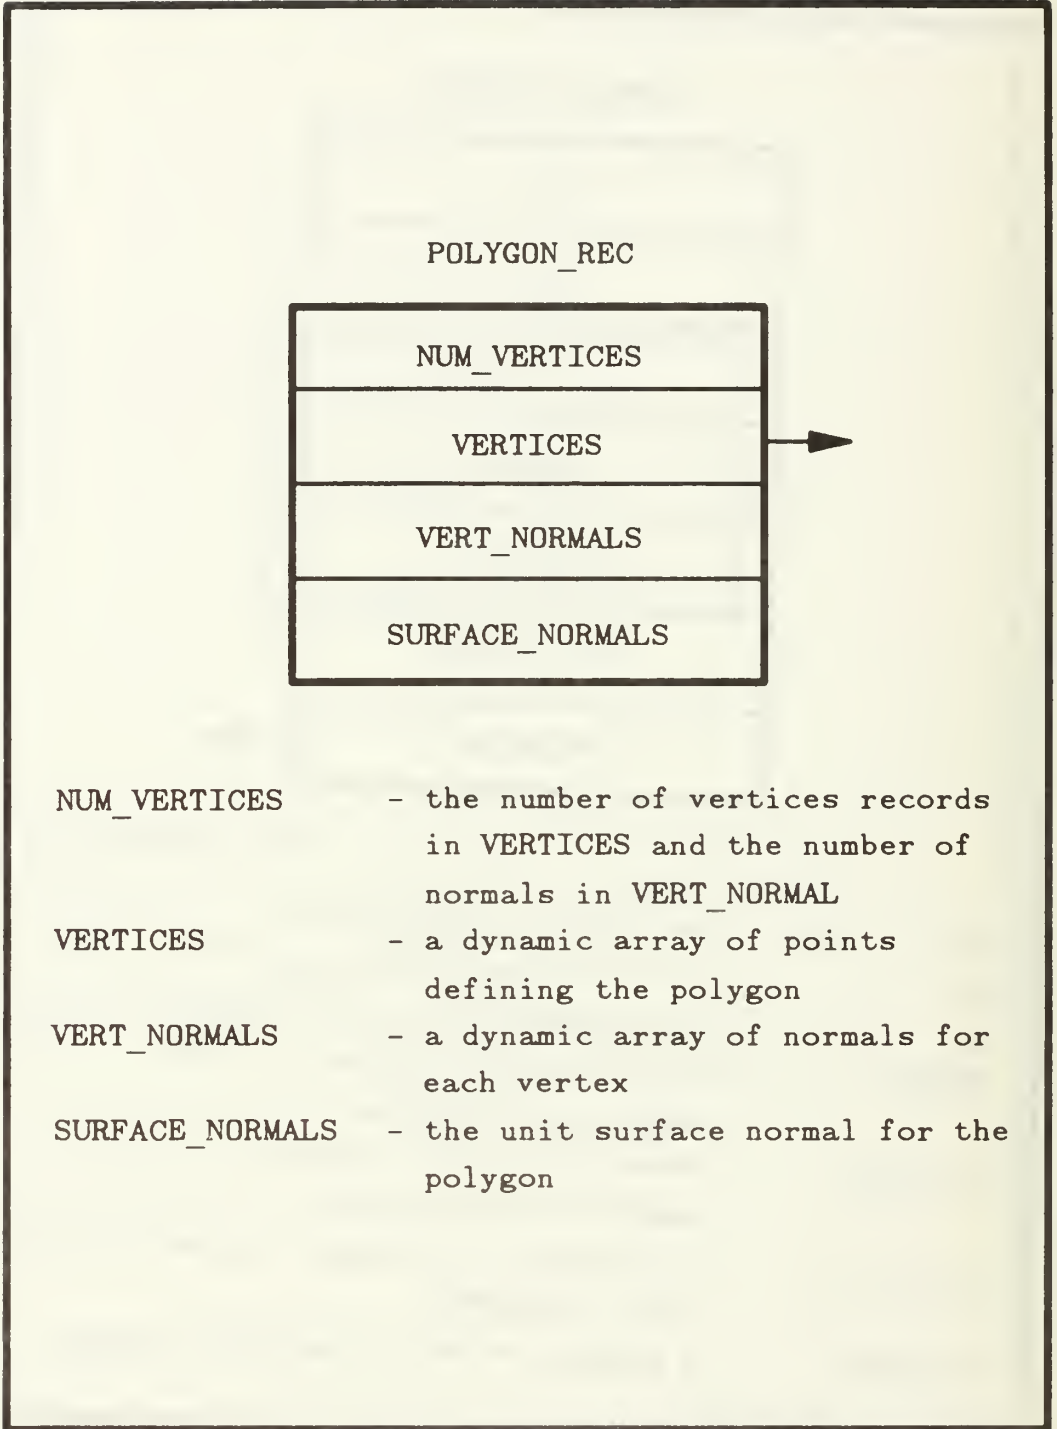 POLYGON_REC
NUM_VERTICES
VERTICES
VERT_NORMALS
SURFACE_NORMALS
NUM_VERTICES - the number of vertices records
in VERTICES and the number of
normals in VERT_NORMAL
VERTICES - a dynamic array of points
defining the polygon
VERT_NORMALS - a dynamic array of normals for
each vertex
SURFACE_NORMALS - the unit surface normal for the
polygon